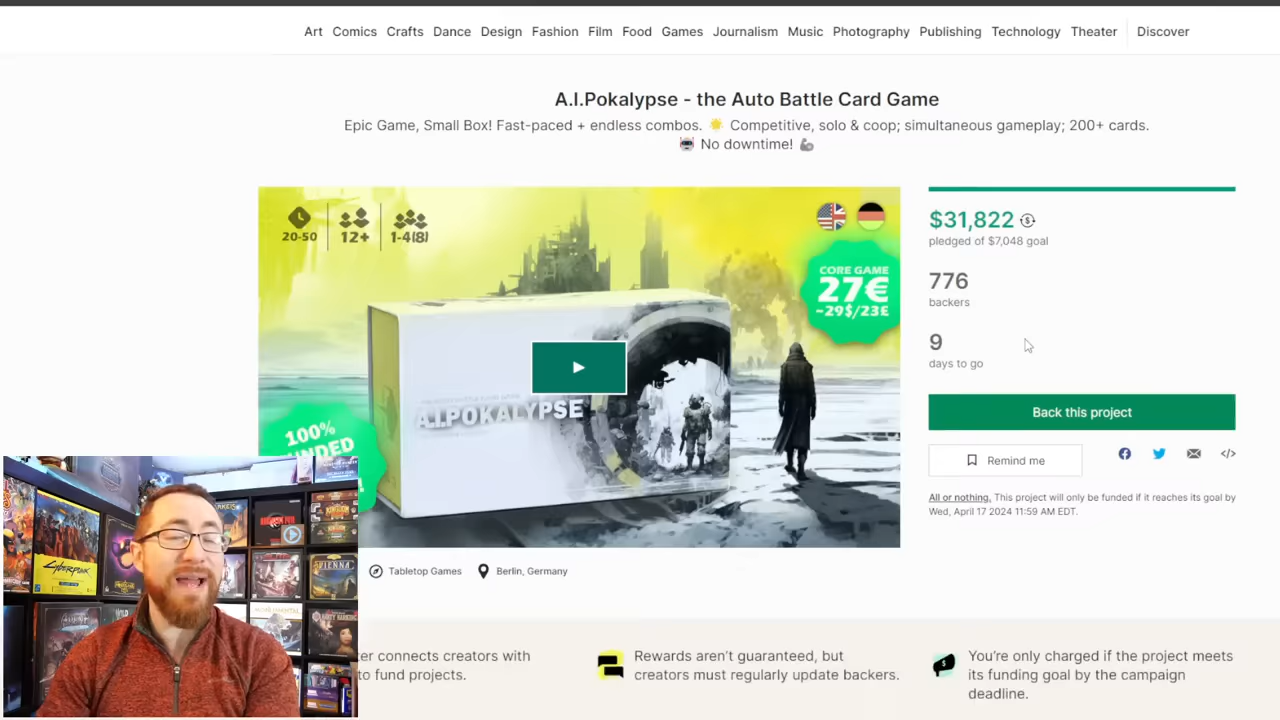 Art Comics Crafts Dance Design Fashion Film Food Games Journalism Music Photography Publishing Technology Theater Discover
A.I.Pokalypse - the Auto Battle Card Game
Epic Game, Small Box! Fast-paced + endless combos. ☀️ Competitive, solo & coop; simultaneous gameplay; 200+ cards.
No downtime!
20-50 12+ 1-4(8)
CORE GAME
27€
~29$/23£
A.I.POKALYPSE
100%
$31,822
pledged of $7,048 goal
776
backers
9
days to go
Back this project
Remind me
All or nothing. This project will only be funded if it reaches its goal by
Wed, April 17 2024 11:59 AM EDT.
Tabletop Games Berlin, Germany
CYBERPUNK
VIENNA
connects creators with
to fund projects.
Rewards aren't guaranteed, but
creators must regularly update backers.
You're only charged if the project meets
its funding goal by the campaign
deadline.